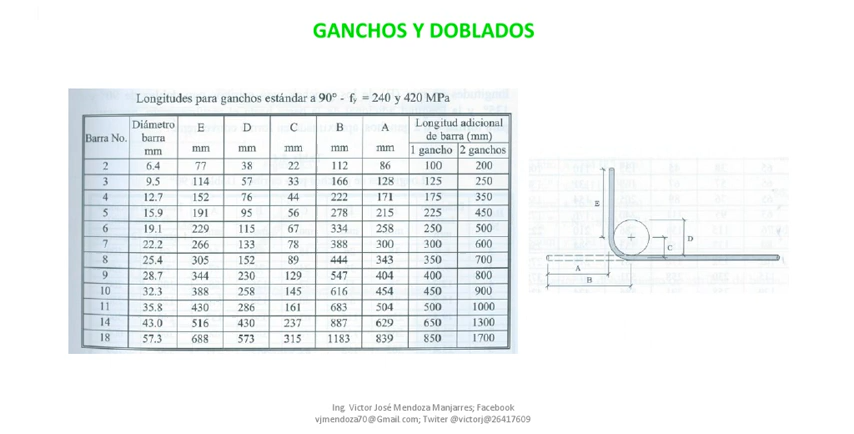 GANCHOS Y DOBLADOS
Longitudes para ganchos estándar a 90° - fy = 240 y 420 MPa
Barra No. Diámetro barra mm E mm D mm C mm B mm A mm Longitud adicional de barra (mm)
1 gancho 2 ganchos
2 6.4 77 38 22 112 86 100 200
3 9.5 114 57 33 166 128 125 250
4 12.7 152 76 44 222 171 175 350
5 15.9 191 95 56 278 215 225 450
6 19.1 229 115 67 334 258 250 500
7 22.2 266 133 78 388 300 300 600
8 25.4 305 152 89 444 343 350 700
9 28.7 344 230 129 547 404 400 800
10 32.3 388 258 145 616 454 450 900
11 35.8 430 286 161 683 504 500 1000
14 43.0 516 430 237 887 629 650 1300
18 57.3 688 573 315 1183 839 850 1700
E
D
C
A
B
Ing. Victor José Mendoza Manjarres; Facebook
vjmendoza70@Gmail.com; Twiter @victorj@26417609